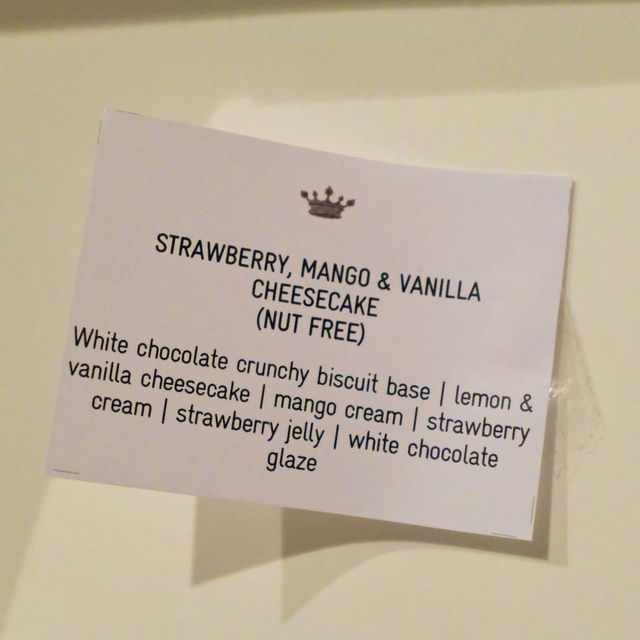 STRAWBERRY, MANGO & VANILLA
CHEESECAKE
(NUT FREE)
White chocolate crunchy biscuit base | lemon &
vanilla cheesecake | mango cream | strawberry
cream | strawberry jelly | white chocolate
glaze